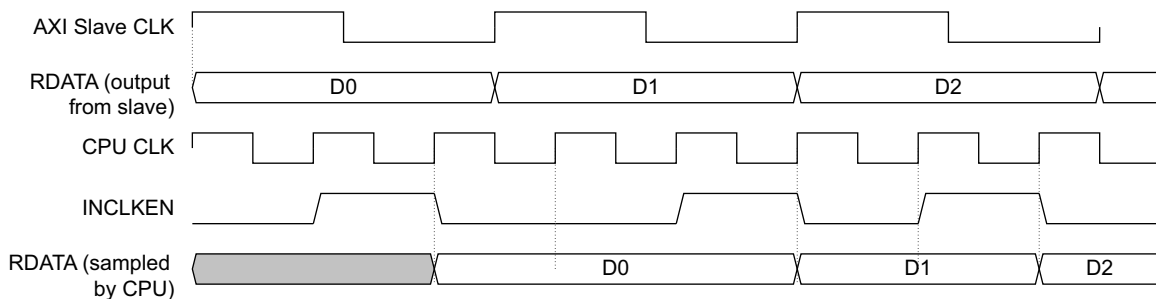 AXI Slave CLK
RDATA (output
from slave)
D0
D1
D2
CPU CLK
INCLKEN
RDATA (sampled
by CPU)
D0
D1
D2